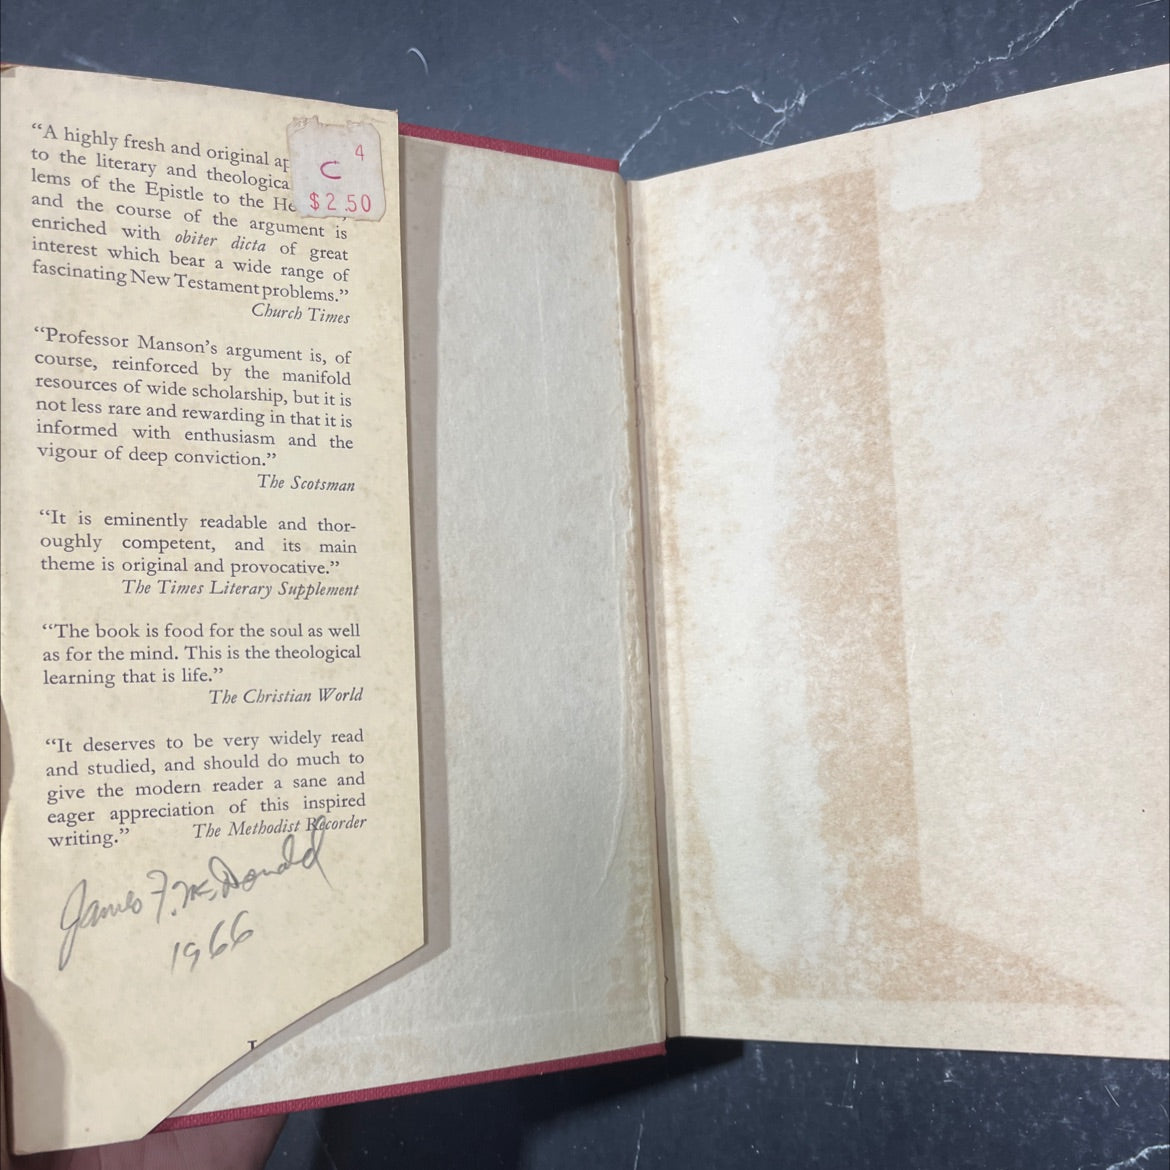 “A highly fresh and original ap
to the literary and theologica
lems of the Epistle to the He
and the course of the argument is
enriched with obiter dicta of great
interest which bear a wide range of
fascinating New Testament problems.”
Church Times
4
C
$2.50
“Professor Manson’s argument is, of
course, reinforced by the manifold
resources of wide scholarship, but it is
not less rare and rewarding in that it is
informed with enthusiasm and the
vigour of deep conviction.”
The Scotsman
“It is eminently readable and thor-
oughly competent, and its main
theme is original and provocative.”
The Times Literary Supplement
“The book is food for the soul as well
as for the mind. This is the theological
learning that is life.”
The Christian World
“It deserves to be very widely read
and studied, and should do much to
give the modern reader a sane and
eager appreciation of this inspired
writing.” The Methodist Recorder
James F. McDonald
1966